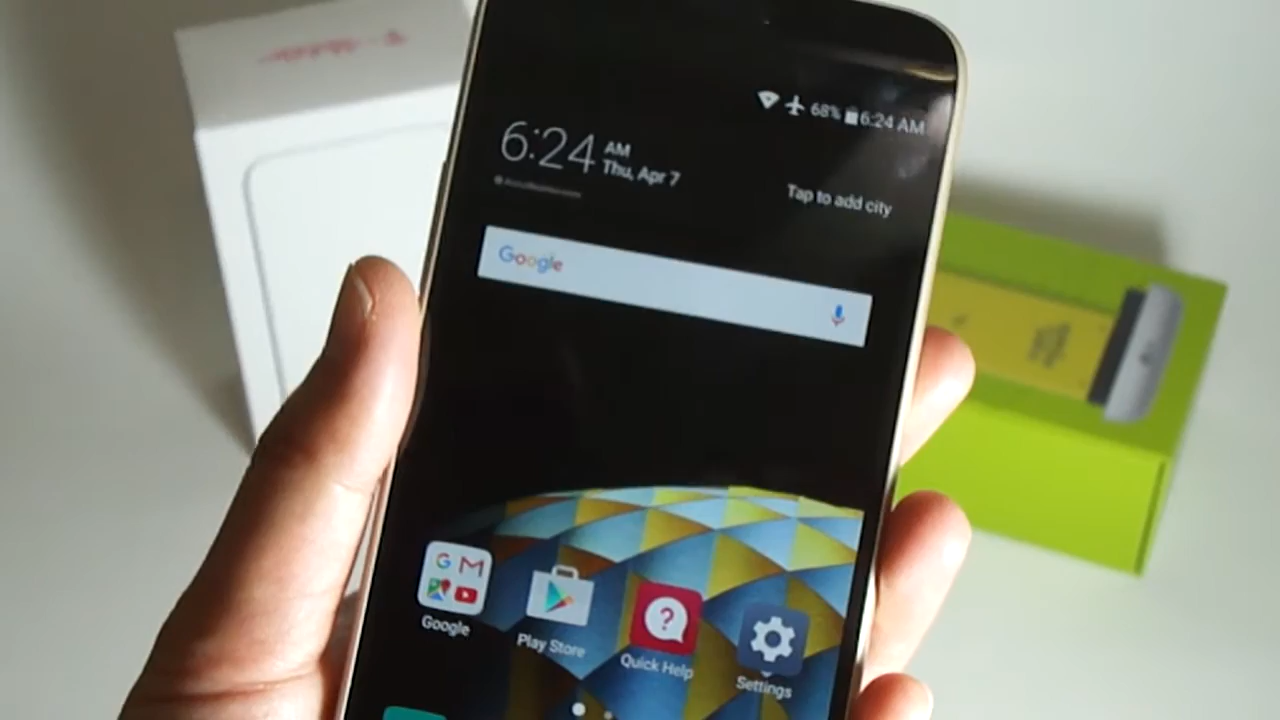 T-Mobile
68% 6:24 AM
6:24 AM
Thu, Apr 7
Tap to add city
Google
Google
Play Store
Quick Help
Settings